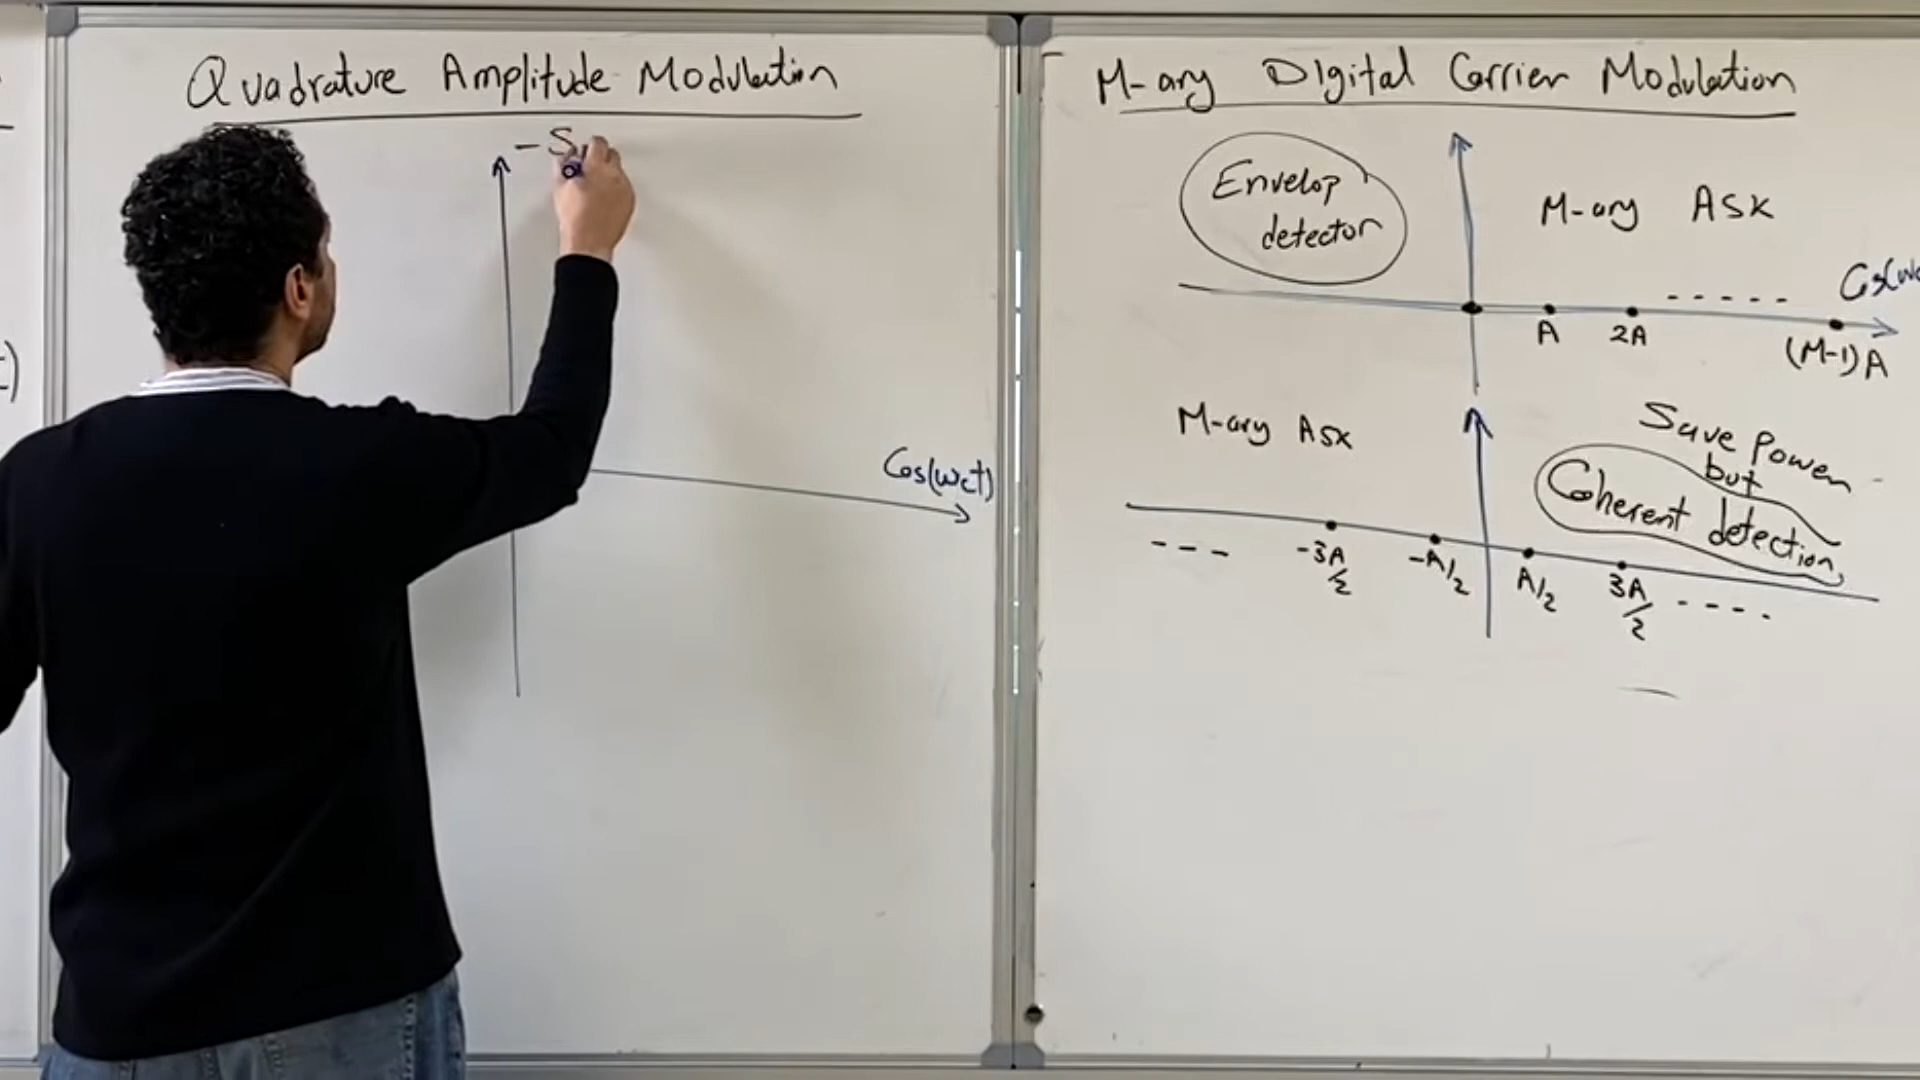 Quadrature Amplitude Modulation
Cos(wct)
M-ary Digital Carrier Modulation
Envelop
detector
M-ary ASK
A
2A
(M-1)A
M-ary ASK
Save Power
but
Coherent detection
-3A/2
-A/2
A/2
3A/2